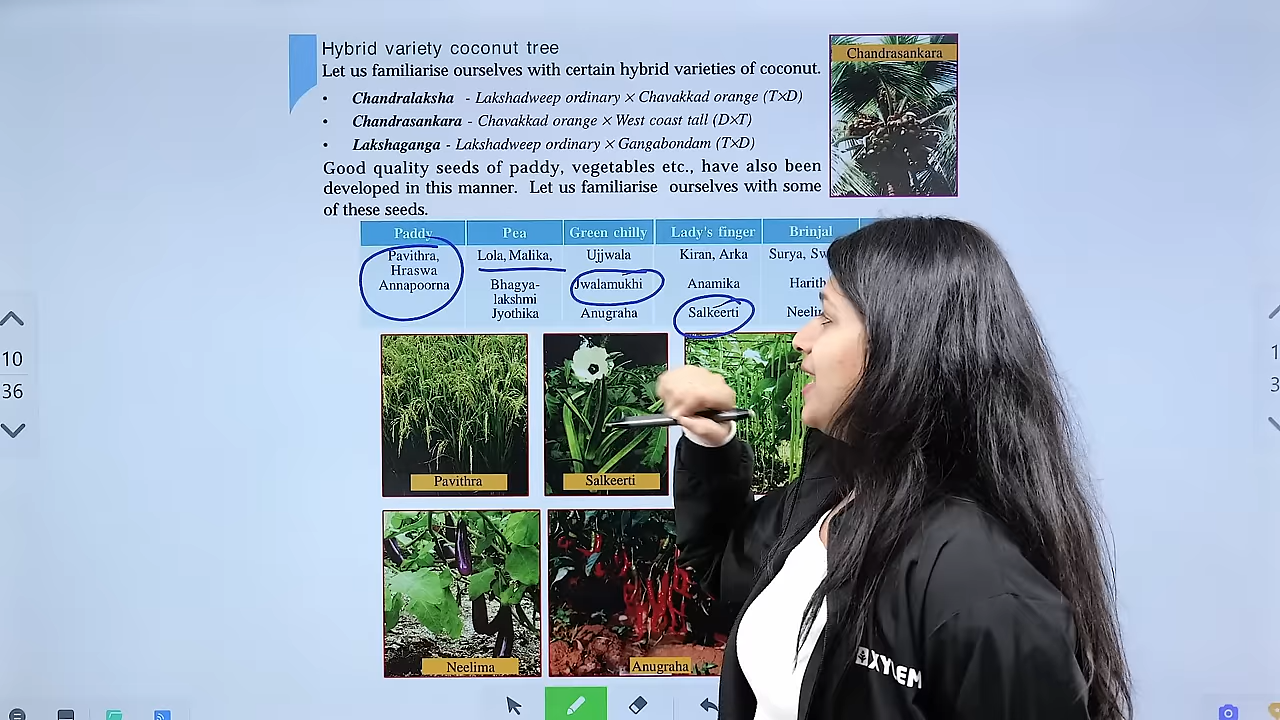 Hybrid variety coconut tree
Let us familiarise ourselves with certain hybrid varieties of coconut.
• Chandralaksha - Lakshadweep ordinary × Chavakkad orange (T×D)
• Chandrasankara - Chavakkad orange × West coast tall (D×T)
• Lakshaganga - Lakshadweep ordinary × Gangabondam (T×D)
Good quality seeds of paddy, vegetables etc., have also been
developed in this manner. Let us familiarise ourselves with some
of these seeds.
Chandrasankara
Paddy Pea Green chilly Lady's finger Brinjal
Pavithra, Lola, Malika, Ujjwala Kiran, Arka Surya,
Hraswa
Annapoorna Bhagya- Jwalamukhi Anamika
lakshmi
Jyothika Anugraha Salkeerti
Pavithra Salkeerti
Neelima Anugraha
10
36
XYLEM